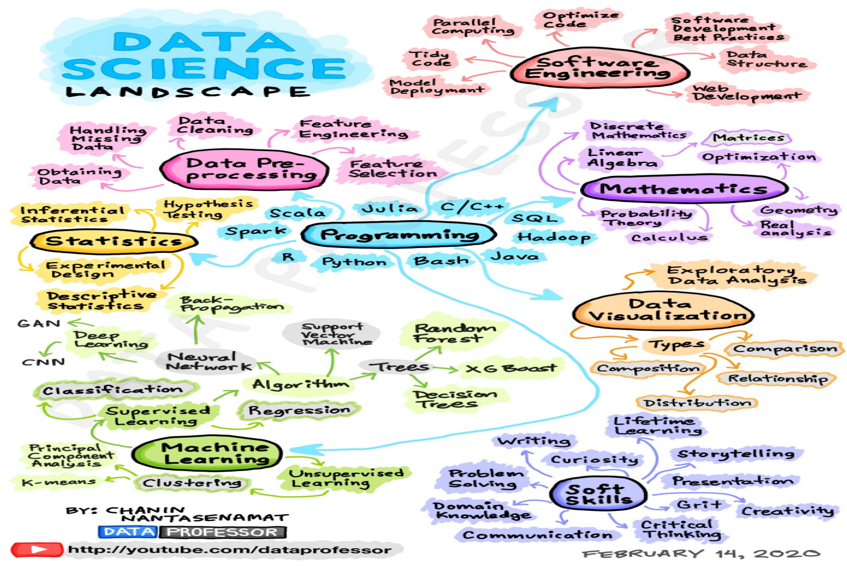 DATA
SCIENCE
LANDSCAPE
Parallel
Computing
Optimize
Code
Software
Development
Best Practices
Tidy
Code
Software
Engineering
Data
Structure
Model
Deployment
Web
Development
Handling
Missing
Data
Data
Cleaning
Feature
Engineering
Obtaining
Data
Data Pre-
processing
Feature
Selection
Discrete
Mathematics
Matrices
Linear
Algebra
Optimization
Mathematics
Probability
Theory
Calculus
Geometry
Real
analysis
Inferential
Statistics
Hypothesis
Testing
Statistics
Experimental
Design
Descriptive
Statistics
Scala
Julia
C/C++
SQL
Spark
Programming
Hadoop
R
Python
Bash
Java
Exploratory
Data Analysis
Data
Visualization
Types
Comparison
Composition
Relationship
Distribution
Back-
Propagation
GAN
Deep
Learning
CNN
Neural
Network
Support
Vector
Machine
Random
Forest
Trees
XG Boost
Algorithm
Decision
Trees
Classification
Supervised
Learning
Regression
Machine
Learning
Principal
Component
Analysis
K-means
Clustering
Unsupervised
Learning
Lifetime
Learning
Writing
Curiosity
Storytelling
Problem
Solving
Soft
Skills
Presentation
Domain
Knowledge
Grit
Creativity
Communication
Critical
Thinking
BY: CHANIN
NANTASENAMAT
DATA PROFESSOR
http://youtube.com/dataprofessor
FEBRUARY 14, 2020